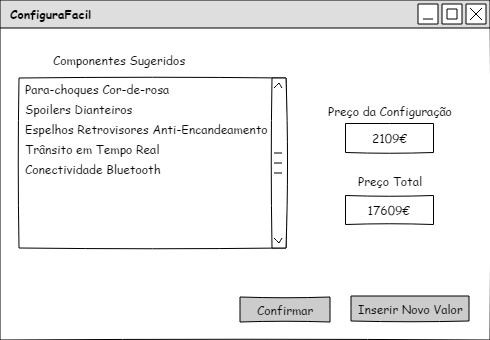 ConfiguraFacil
Componentes Sugeridos
Para-choques Cor-de-rosa
Spoilers Dianteiros
Espelhos Retrovisores Anti-Encandeamento
Trânsito em Tempo Real
Conectividade Bluetooth
Preço da Configuração
2109€
Preço Total
17609€
Confirmar
Inserir Novo Valor